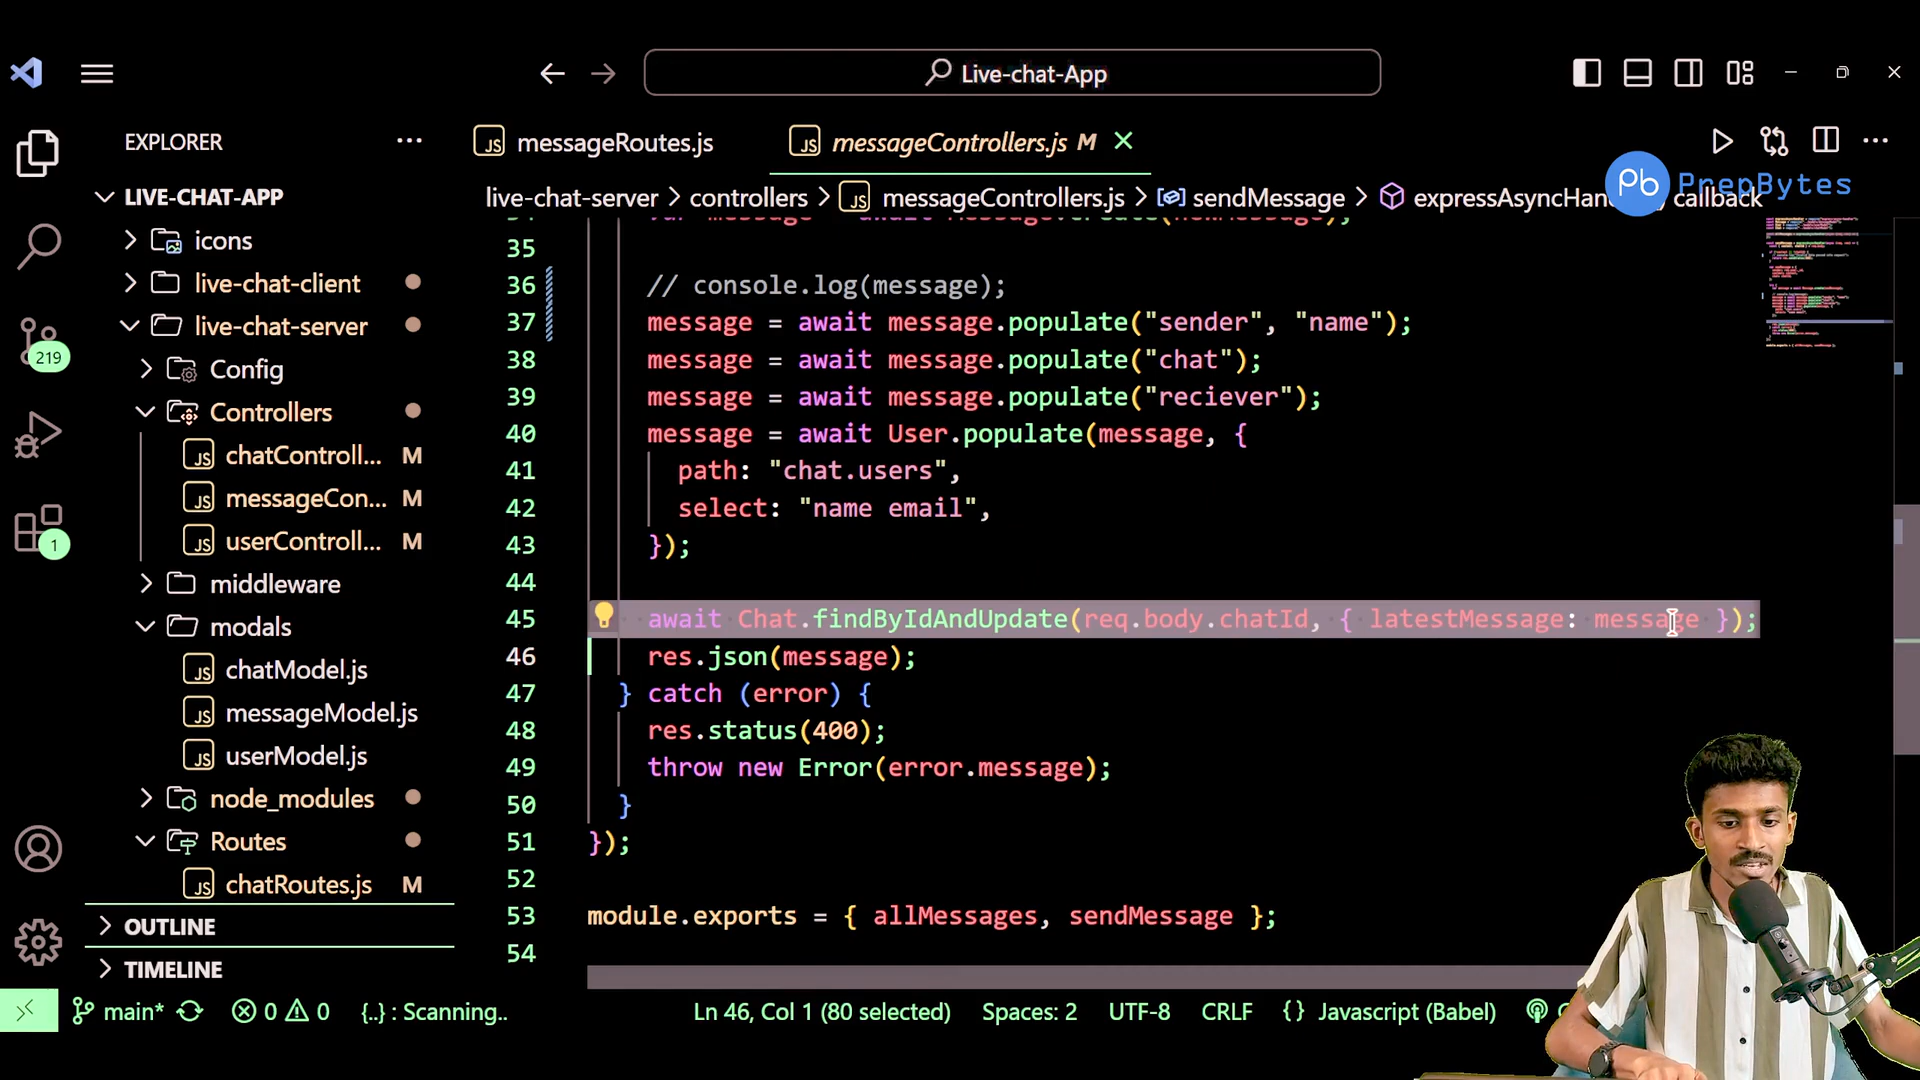 Live-chat-App
EXPLORER
messageRoutes.js
messageControllers.js M
PrepBytes
Pb
LIVE-CHAT-APP
live-chat-server > controllers > JS messageControllers.js > sendMessage > expressAsyncHan callback
icons
live-chat-client
live-chat-server
Config
Controllers
chatControll... M
messageCon... M
userControll... M
middleware
modals
chatModel.js
messageModel.js
userModel.js
node_modules
Routes
chatRoutes.js M
OUTLINE
TIMELINE
219
1
35
36 // console.log(message);
37 message = await message.populate("sender", "name");
38 message = await message.populate("chat");
39 message = await message.populate("reciever");
40 message = await User.populate(message, {
41 path: "chat.users",
42 select: "name email",
43 });
44
45 await Chat.findByIdAndUpdate(req.body.chatId, { latestMessage: message });
46 res.json(message);
47 } catch (error) {
48 res.status(400);
49 throw new Error(error.message);
50 }
51 });
52
53 module.exports = { allMessages, sendMessage };
54
main* 0 0 {..} : Scanning.. Ln 46, Col 1 (80 selected) Spaces: 2 UTF-8 CRLF {} Javascript (Babel)